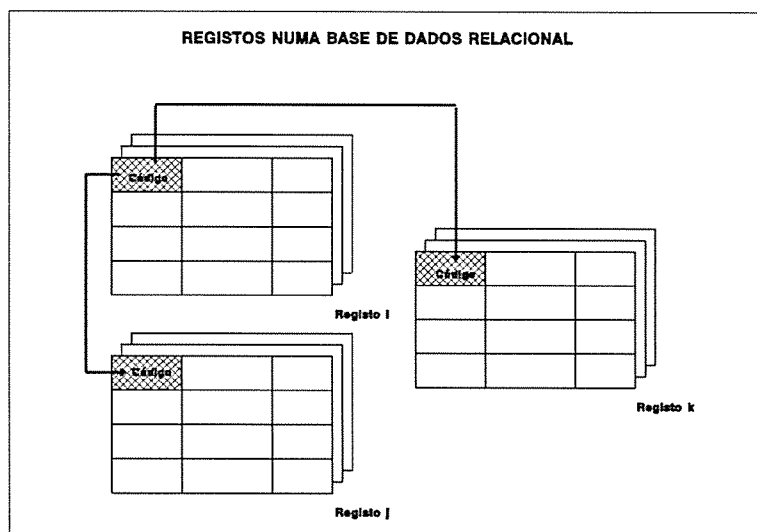 REGISTOS NUMA BASE DE DADOS RELACIONAL
Código
Registo i
Código
Registo k
Código
Registo j